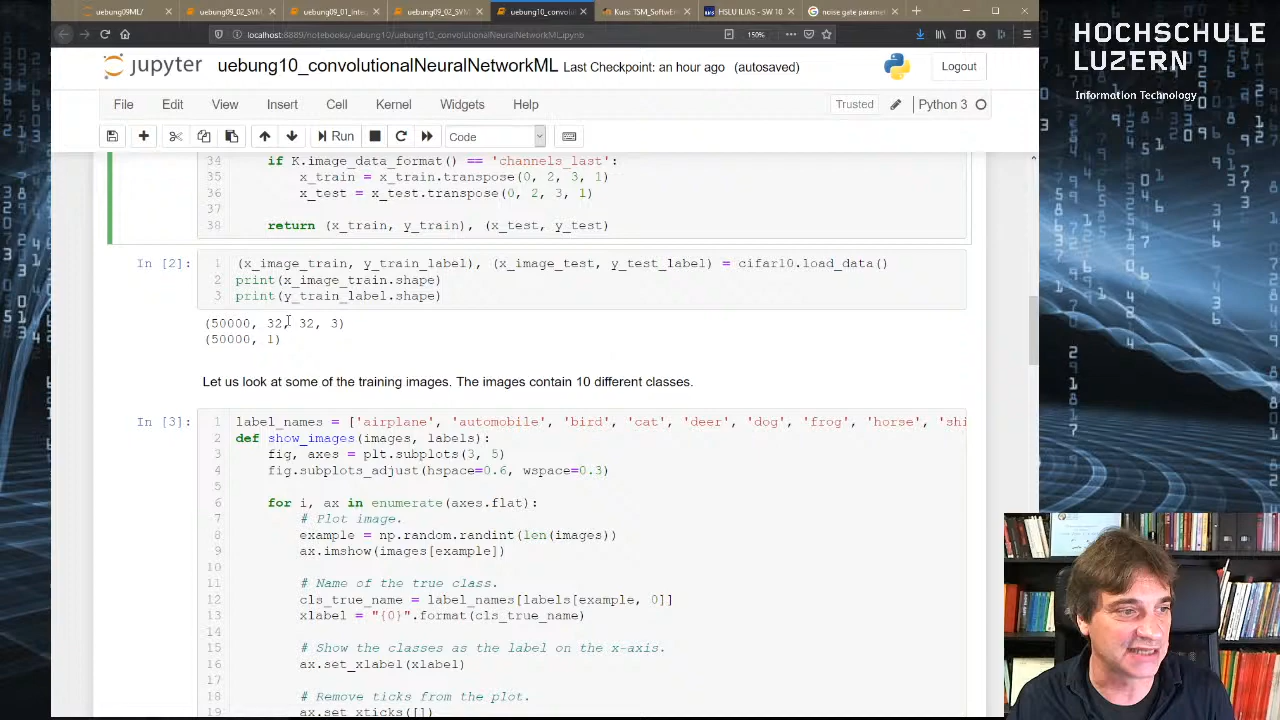 uebung09ML/
uebung09_02_SVM
uebung09_01_inte
uebung09_02_SVM
uebung10_convolution
Kurs: TSM_SoftwEn
HSLU ILIAS – SW 10
noise gate paramet
localhost:8889/notebooks/uebung10/uebung10_convolutionalNeuralNetworkML.ipynb
150%
jupyter uebung10_convolutionalNeuralNetworkML Last Checkpoint: an hour ago (autosaved)
Logout
File Edit View Insert Cell Kernel Widgets Help
Trusted
Python 3
Run
Code
34 if K.image_data_format() == 'channels_last':
35 x_train = x_train.transpose(0, 2, 3, 1)
36 x_test = x_test.transpose(0, 2, 3, 1)
37
38 return (x_train, y_train), (x_test, y_test)
In [2]:
1 (x_image_train, y_train_label), (x_image_test, y_test_label) = cifar10.load_data()
2 print(x_image_train.shape)
3 print(y_train_label.shape)
(50000, 32, 32, 3)
(50000, 1)
Let us look at some of the training images. The images contain 10 different classes.
In [3]:
1 label_names = ['airplane', 'automobile', 'bird', 'cat', 'deer', 'dog', 'frog', 'horse', 'shi
2 def show_images(images, labels):
3 fig, axes = plt.subplots(3, 5)
4 fig.subplots_adjust(hspace=0.6, wspace=0.3)
5
6 for i, ax in enumerate(axes.flat):
7 # Plot image.
8 example = np.random.randint(len(images))
9 ax.imshow(images[example])
10
11 # Name of the true class.
12 cls_true_name = label_names[labels[example, 0]]
13 xlabel = "{0}".format(cls_true_name)
14
15 # Show the classes as the label on the x-axis.
16 ax.set_xlabel(xlabel)
17
18 # Remove ticks from the plot.
19 ax.set_xticks([])
HOCHSCHULE
LUZERN
Information Technology